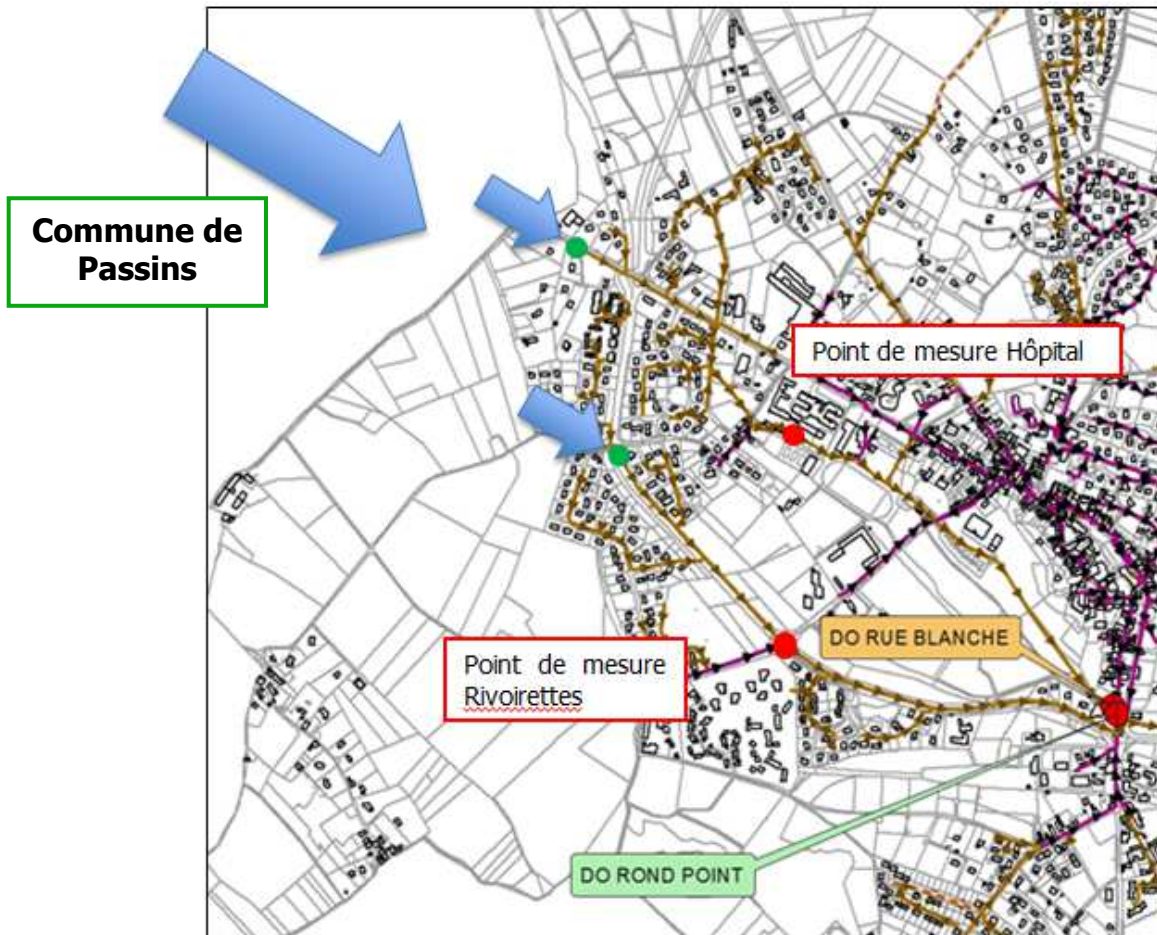 Commune de
Passins
Point de mesure Hôpital
DO RUE BLANCHE
Point de mesure
Rivoirettes
DO ROND POINT